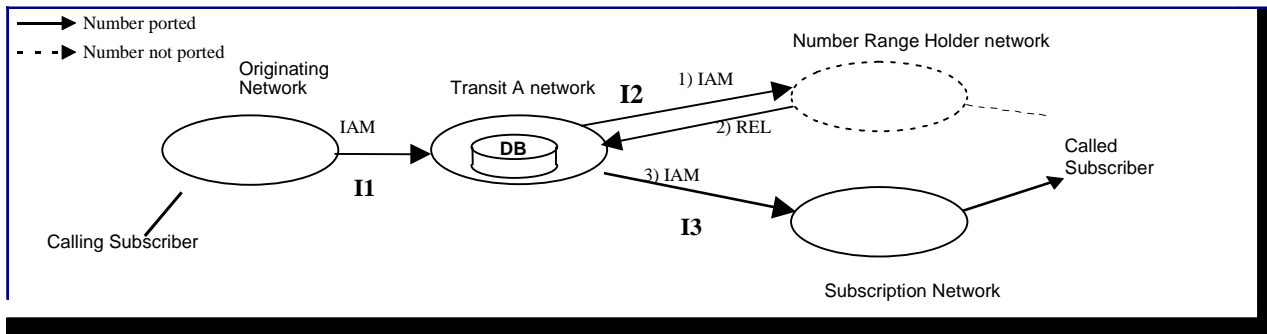 Number ported
Number not ported
Originating
Network
Transit A network
Number Range Holder network
I2
1) IAM
2) REL
IAM
DB
I1
3) IAM
I3
Called
Subscriber
Calling Subscriber
Subscription Network